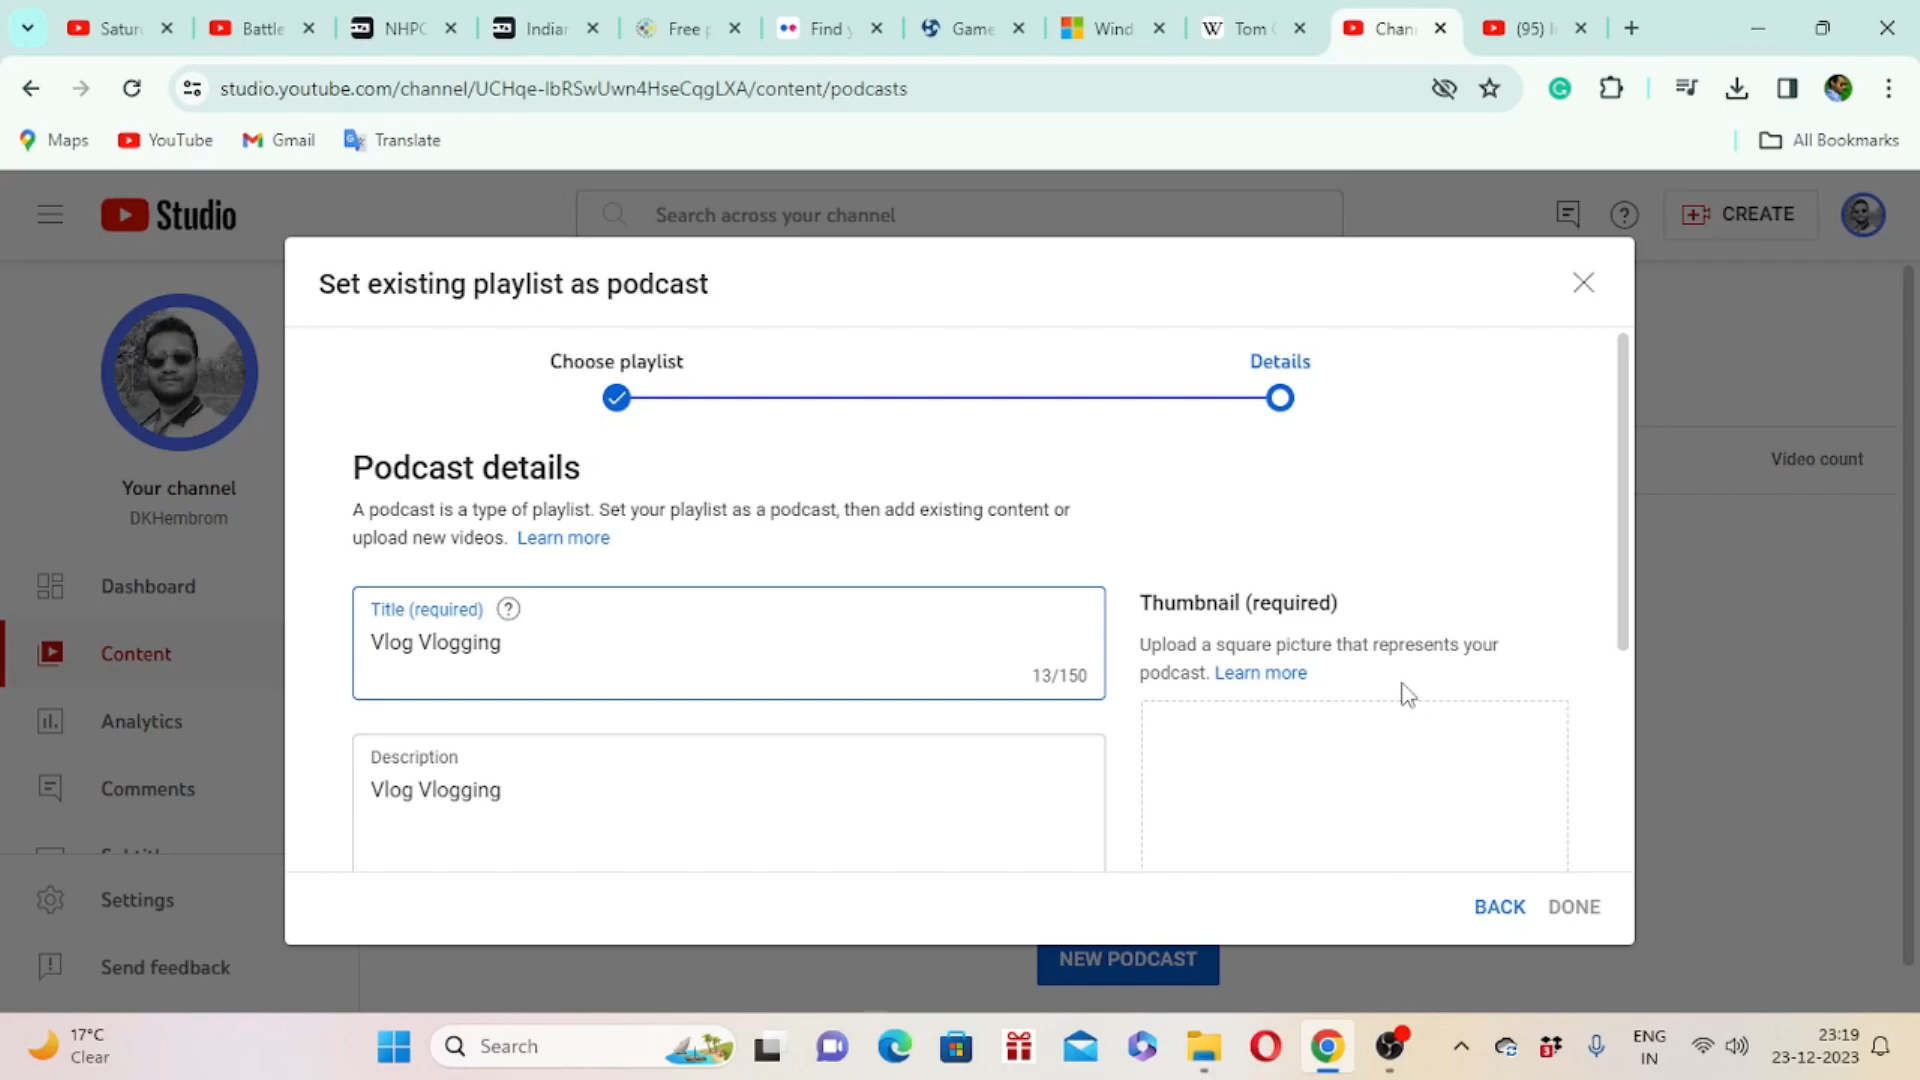 Satur
Battle
NHPC
Indian
Free p
Find y
Game
Wind
Tom
Chan
(95)
studio.youtube.com/channel/UCHqe-lbRSwUwn4HseCqgLXA/content/podcasts
Maps
YouTube
Gmail
Translate
All Bookmarks
Studio
Search across your channel
CREATE
Set existing playlist as podcast
Choose playlist
Details
Video count
Podcast details
Your channel
DKHembrom
A podcast is a type of playlist. Set your playlist as a podcast, then add existing content or
upload new videos. Learn more
Dashboard
Title (required)
Vlog Vlogging
13/150
Thumbnail (required)
Upload a square picture that represents your
podcast. Learn more
Content
Analytics
Description
Vlog Vlogging
Comments
Settings
BACK
DONE
Send feedback
NEW PODCAST
17°C
Clear
Search
ENG
IN
23:19
23-12-2023